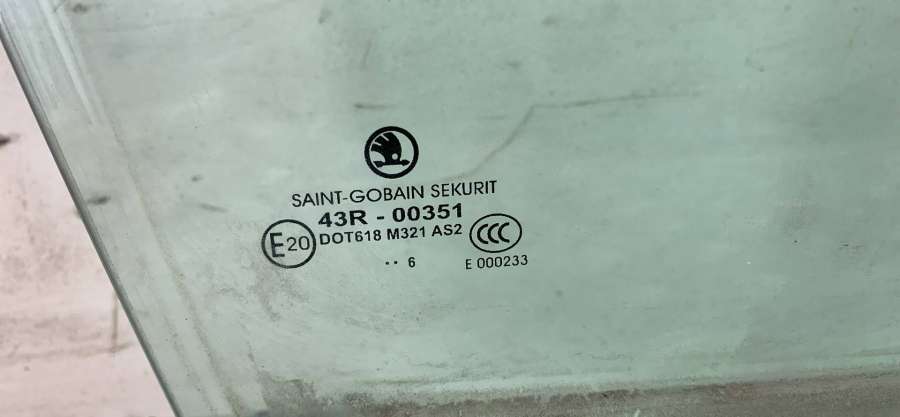 SAINT-GOBAIN SEKURIT
43R - 00351
E20 DOT618 M321 AS2 CCC
•• 6 E 000233